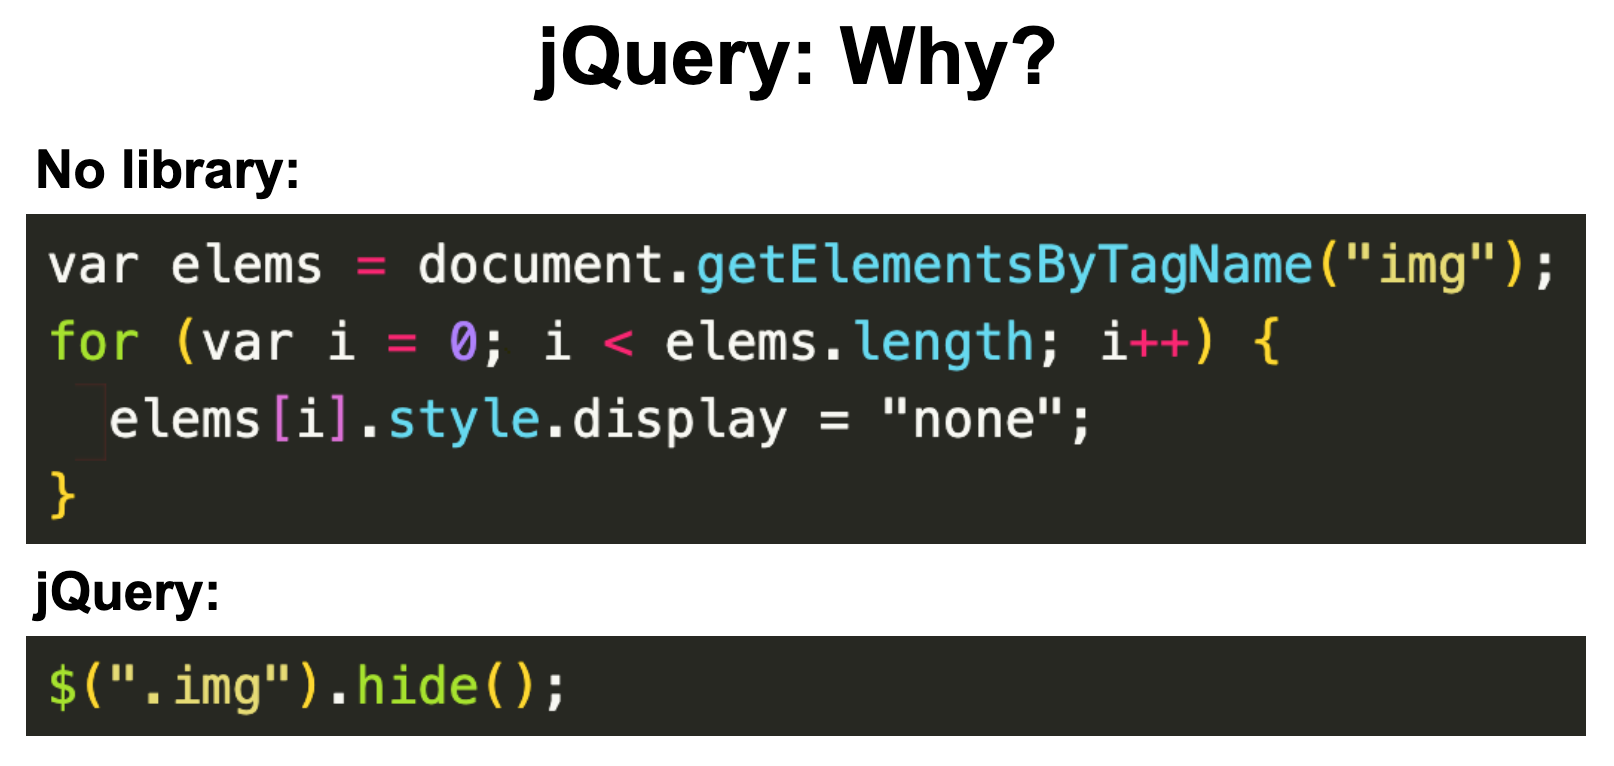 jQuery: Why?
No library:
var elems = document.getElementsByTagName("img");
for (var i = 0; i < elems.length; i++) {
  elems[i].style.display = "none";
}
jQuery:
$(".img").hide();